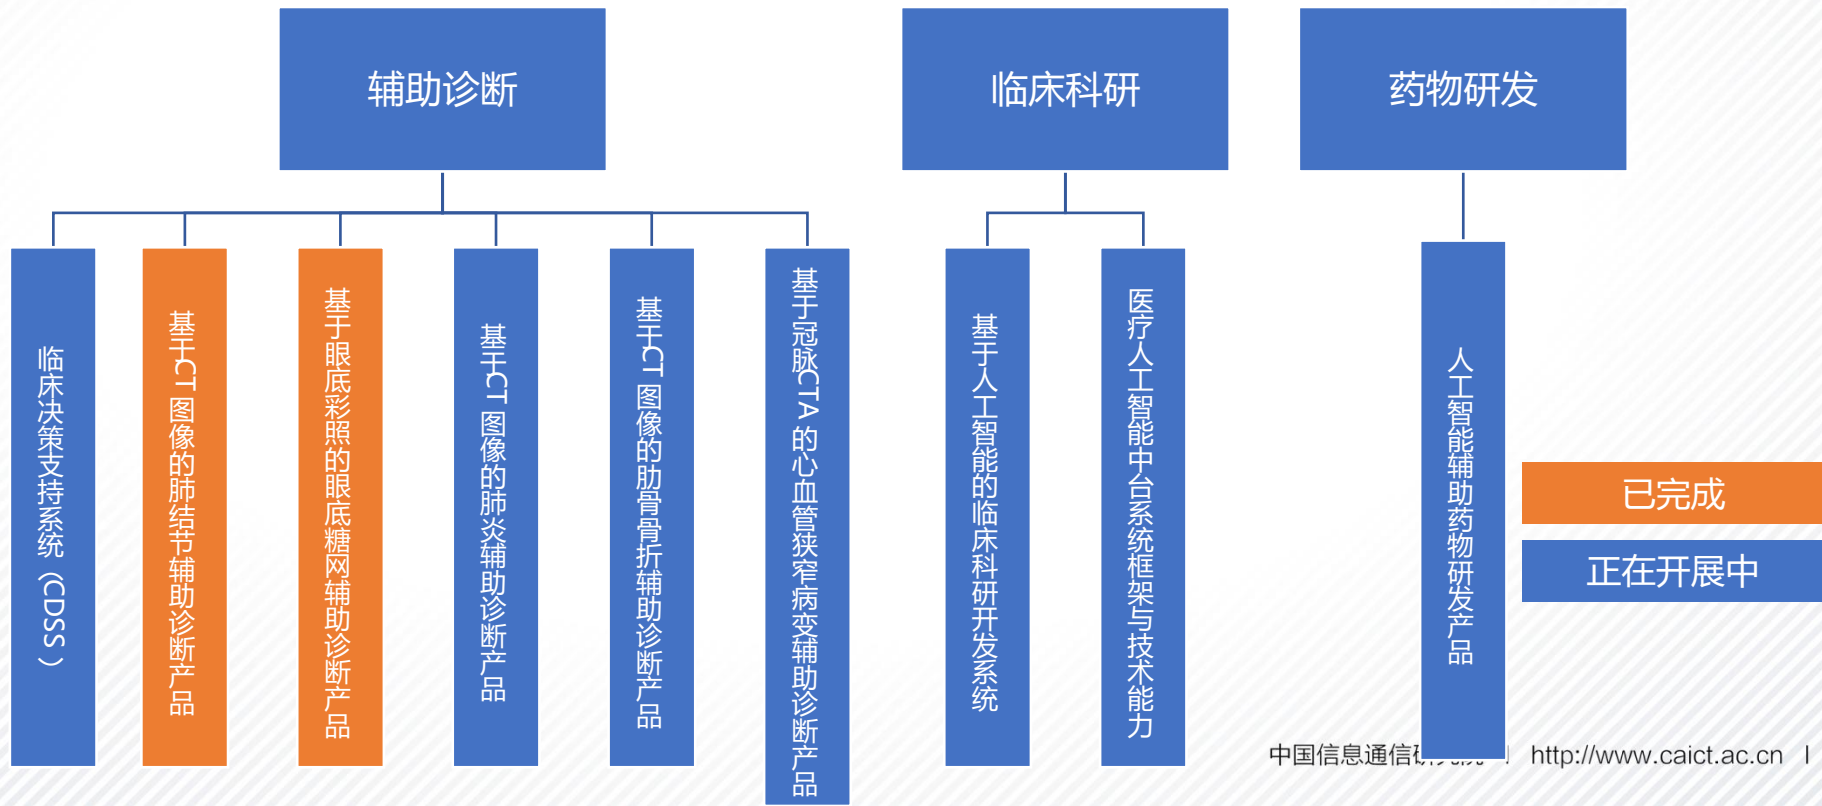 辅助诊断
临床科研
药物研发
临床决策支持系统（CDSS）
基于CT图像的肺结节辅助诊断产品
基于眼底彩照的眼底糖网辅助诊断产品
基于CT图像的肺炎辅助诊断产品
基于CT图像的肋骨骨折辅助诊断产品
基于冠脉CTA的心血管狭窄病变辅助诊断产品
基于人工智能的临床科研开发系统
医疗人工智能中台系统框架与技术能力
人工智能辅助药物研发产品
已完成
正在开展中
中国信息通信研究院 http://www.caict.ac.cn I